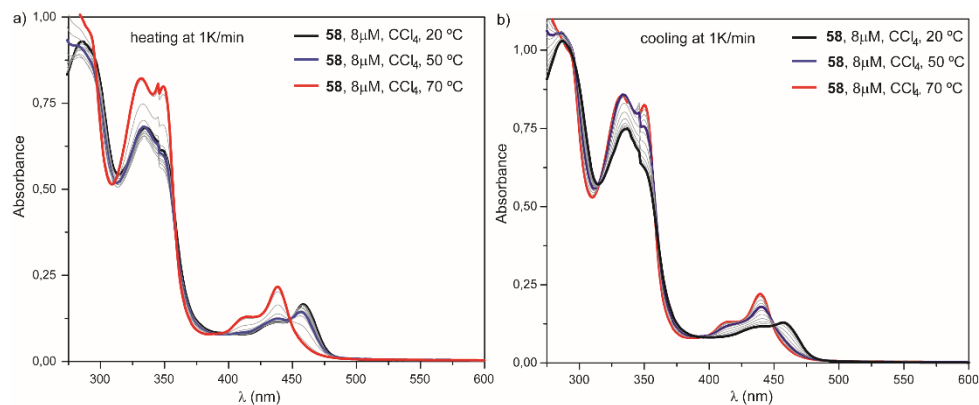 a)
heating at 1K/min
58, 8µM, CCl4, 20 ºC
58, 8µM, CCl4, 50 ºC
58, 8µM, CCl4, 70 ºC
1,00
0,75
0,50
0,25
0,00
Absorbance
300 350 400 450 500 550 600
λ (nm)
b)
cooling at 1K/min
58, 8µM, CCl4, 20 ºC
58, 8µM, CCl4, 50 ºC
58, 8µM, CCl4, 70 ºC
1,00
0,75
0,50
0,25
0,00
Absorbance
300 350 400 450 500 550 600
λ (nm)